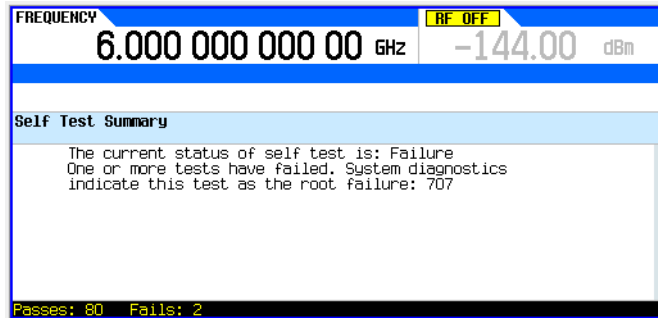 FREQUENCY
RF OFF
6.000 000 000 00 GHz
-144.00 dBm
Self Test Summary
The current status of self test is: Failure
One or more tests have failed. System diagnostics
indicate this test as the root failure: 707
Passes: 80 Fails: 2